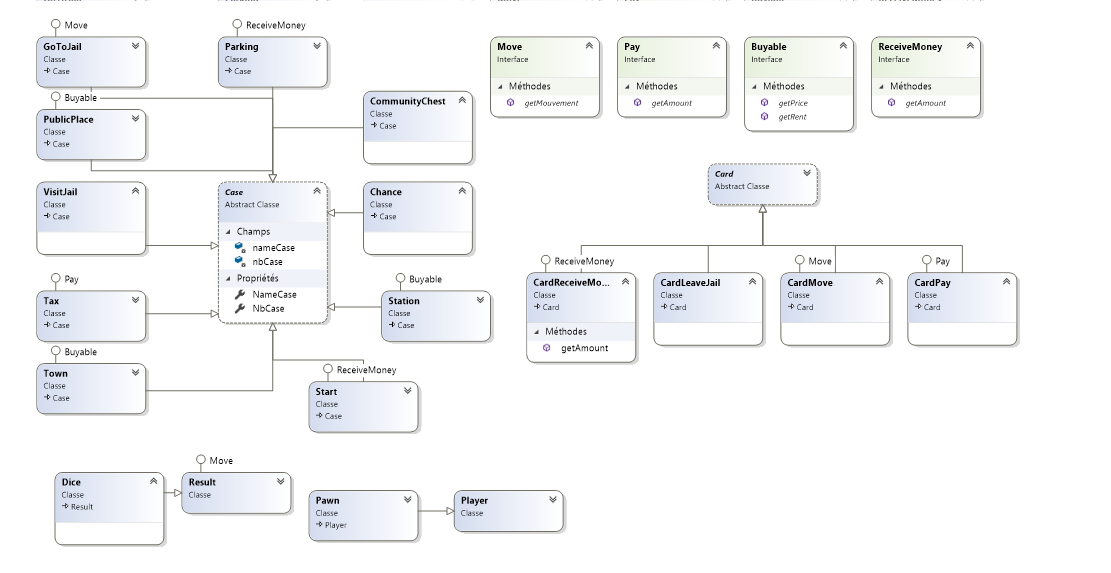 Move
GoToJail
Classe
Case
ReceiveMoney
Parking
Classe
Case
Buyable
PublicPlace
Classe
Case
CommunityChest
Classe
Case
VisitJail
Classe
Case
Case
Abstract Classe
Champs
nameCase
nbCase
Propriétés
NameCase
NbCase
Chance
Classe
Case
Pay
Tax
Classe
Case
Buyable
Station
Classe
Case
Buyable
Town
Classe
Case
ReceiveMoney
Start
Classe
Case
Move
Interface
Méthodes
getMouvement
Pay
Interface
Méthodes
getAmount
Buyable
Interface
Méthodes
getPrice
getRent
ReceiveMoney
Interface
Méthodes
getAmount
Card
Abstract Classe
ReceiveMoney
CardReceiveMo...
Classe
Card
Méthodes
getAmount
CardLeaveJail
Classe
Card
Move
CardMove
Classe
Card
Pay
CardPay
Classe
Card
Dice
Classe
Result
Move
Result
Classe
Pawn
Classe
Player
Player
Classe